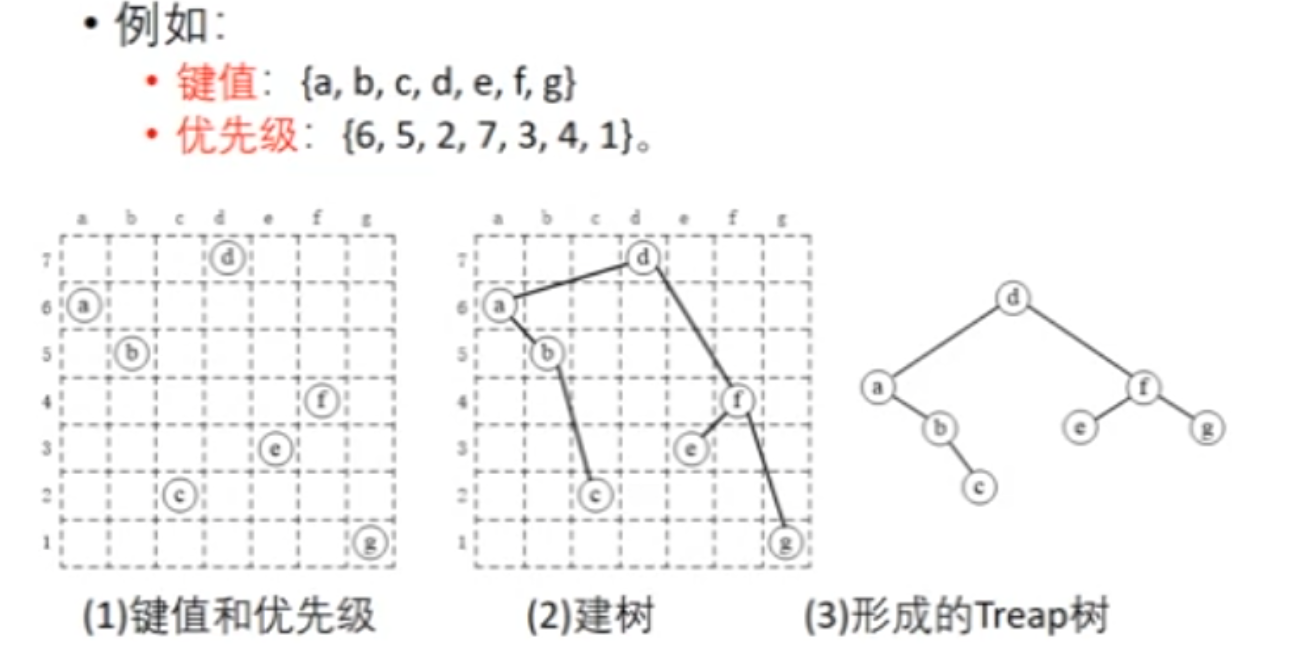 • 例如：
• 键值：{a, b, c, d, e, f, g}
• 优先级：{6, 5, 2, 7, 3, 4, 1}。
a b c d e f g
7 d
6 a
5 b
4 f
3 e
2 c
1 g
a b c d e f g
7 d
6 a
5 b
4 f
3 e
2 c
1 g
d
a f
b e g
c
(1)键值和优先级
(2)建树
(3)形成的Treap树